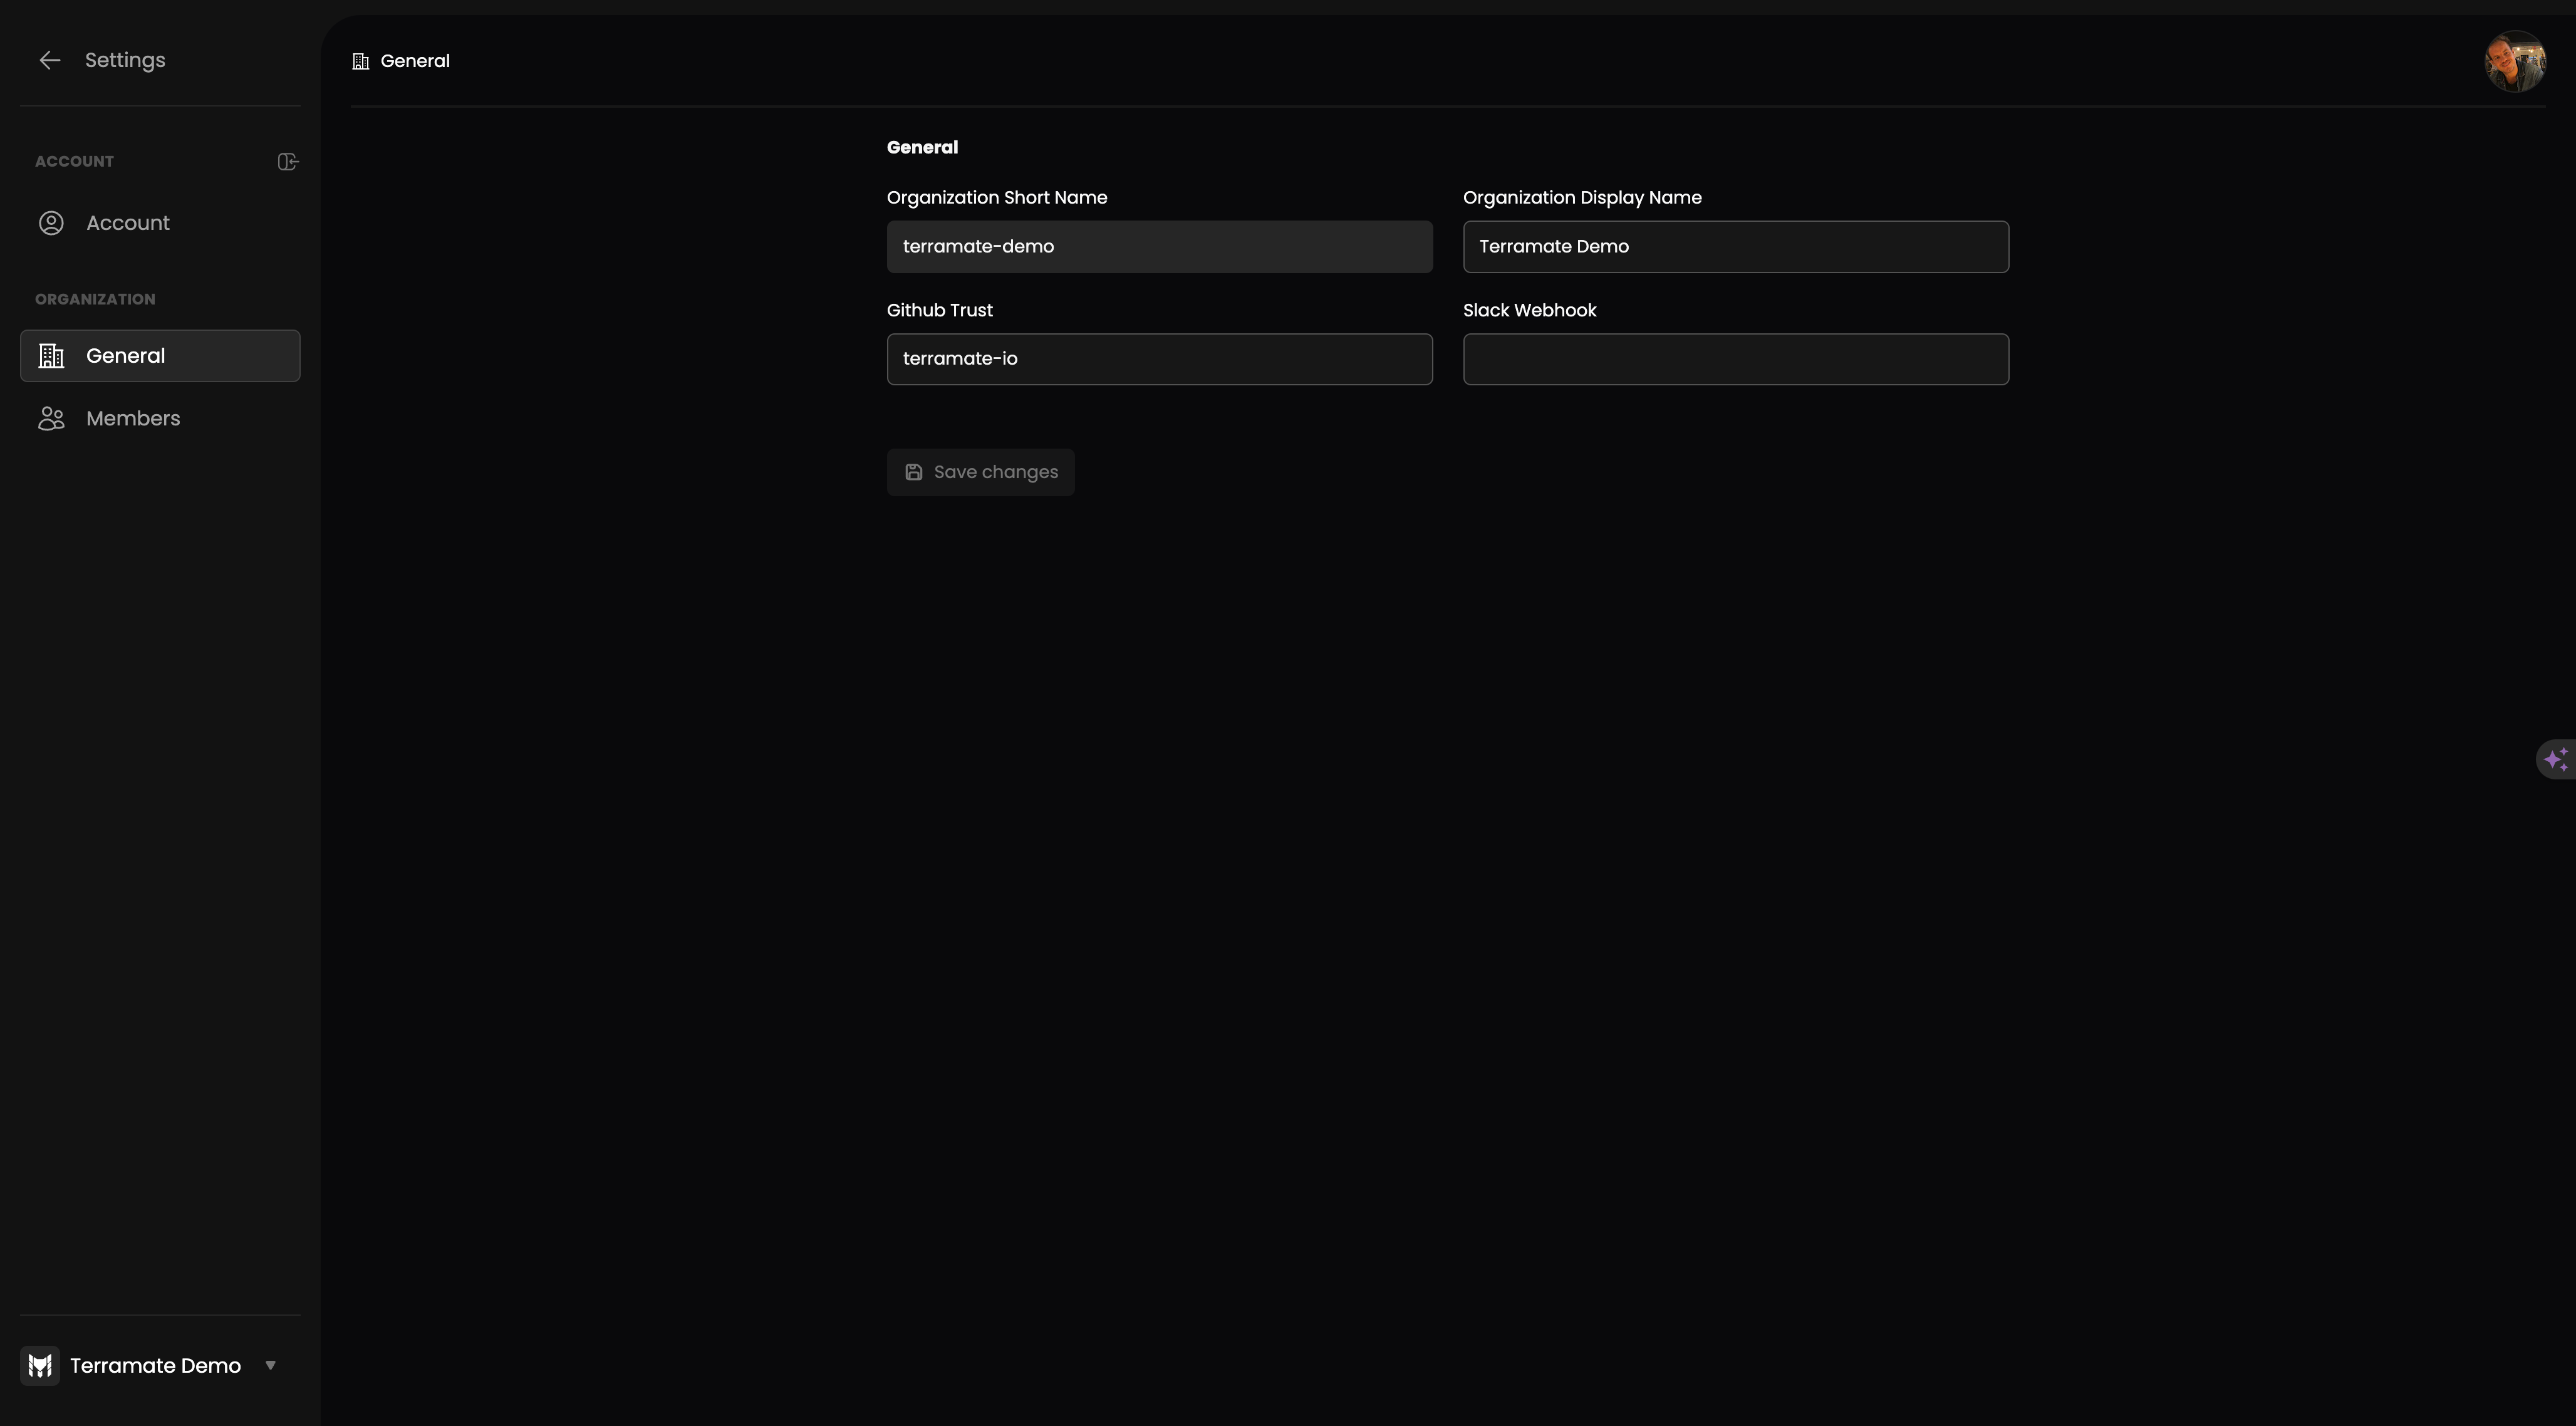 Settings
ACCOUNT
Account
ORGANIZATION
General
Members
Terramate Demo
General
General
Organization Short Name
terramate-demo
Organization Display Name
Terramate Demo
Github Trust
terramate-io
Slack Webhook
Save changes